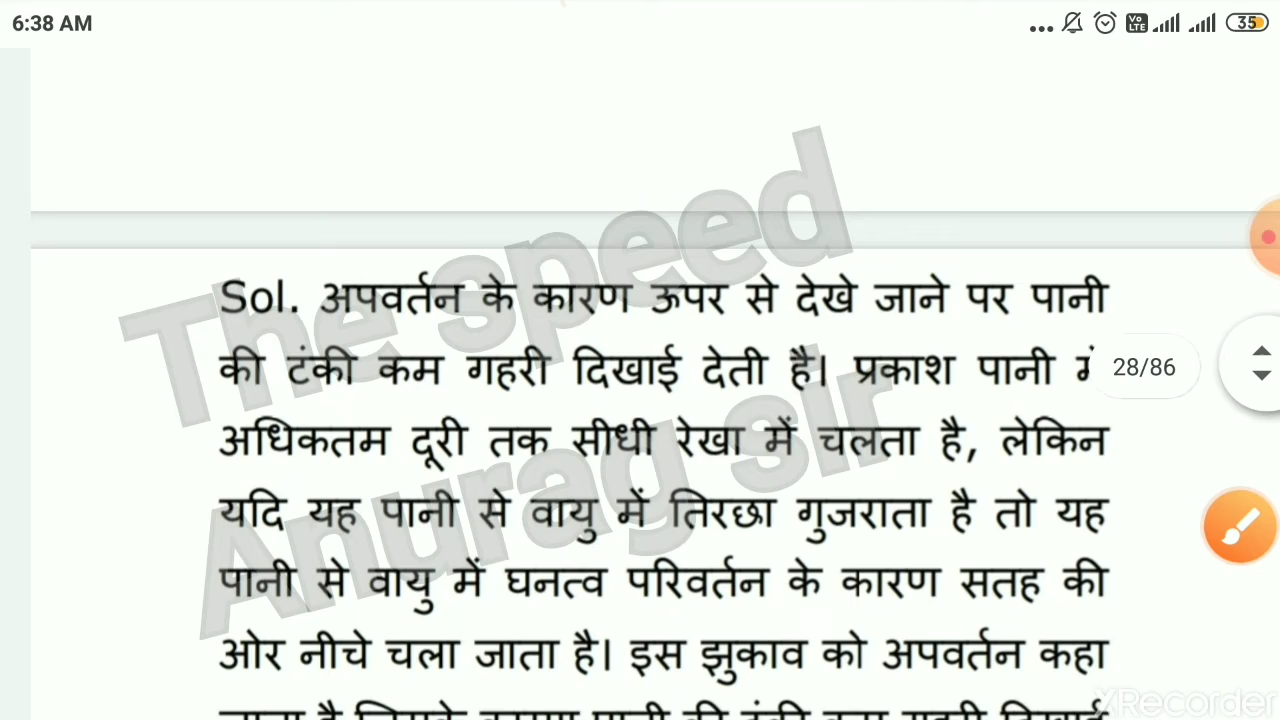 6:38 AM
35
The speed
Anurag sir
Sol. अपवर्तन के कारण ऊपर से देखे जाने पर पानी
की टंकी कम गहरी दिखाई देती है। प्रकाश पानी
28/86
अधिकतम दूरी तक सीधी रेखा में चलता है, लेकिन
यदि यह पानी से वायु में तिरछा गुजराता है तो यह
पानी से वायु में घनत्व परिवर्तन के कारण सतह की
ओर नीचे चला जाता है। इस झुकाव को अपवर्तन कहा
XRecorder